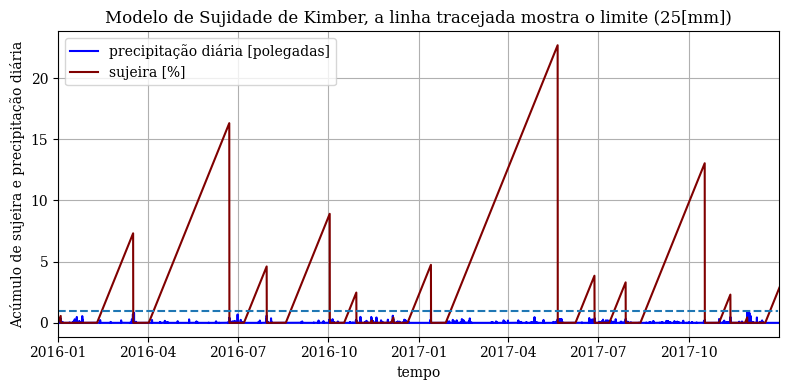 Modelo de Sujidade de Kimber, a linha tracejada mostra o limite (25[mm])
precipitação diária [polegadas]
sujeira [%]
Acúmulo de sujeira e precipitação diária
20
15
10
5
0
2016-01 2016-04 2016-07 2016-10 2017-01 2017-04 2017-07 2017-10
tempo